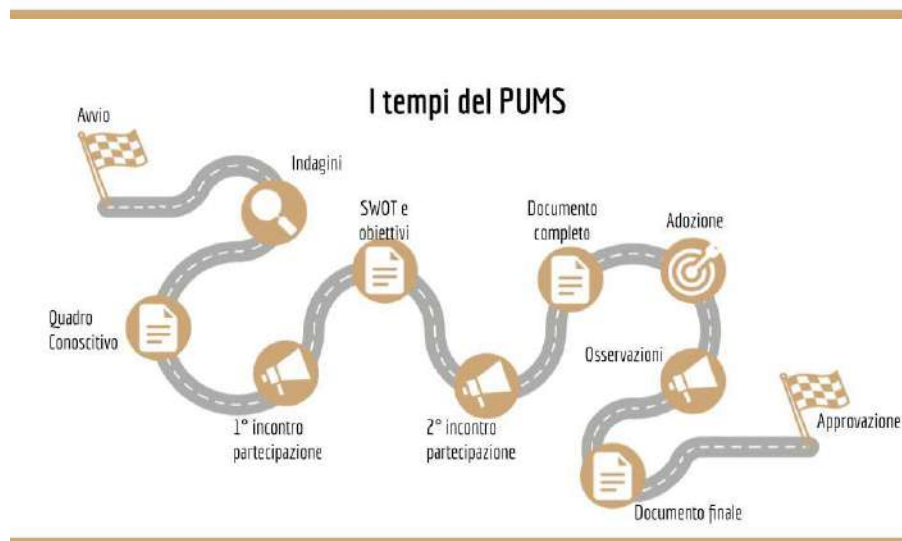 I tempi del PUMS
Avvio
Indagini
Quadro
Conoscitivo
1° incontro
partecipazione
SWOT e
obiettivi
2° incontro
partecipazione
Documento
completo
Adozione
Osservazioni
Documento finale
Approvazione